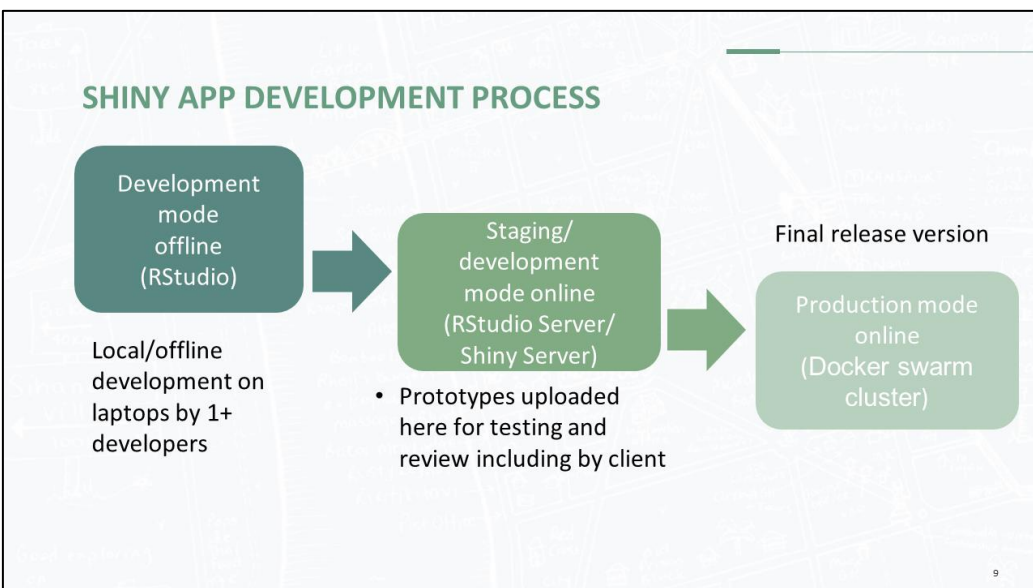 SHINY APP DEVELOPMENT PROCESS
Development
mode
offline
(RStudio)
Local/offline
development on
laptops by 1+
developers
Staging/
development
mode online
(RStudio Server/
Shiny Server)
• Prototypes uploaded
here for testing and
review including by client
Final release version
Production mode
online
(Docker swarm
cluster)
9